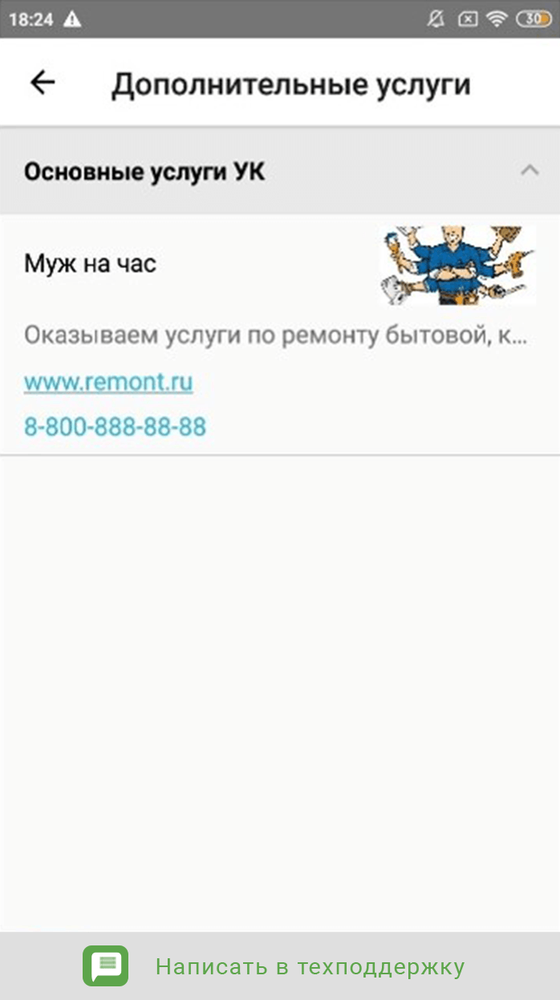 18:24
30
Дополнительные услуги
Основные услуги УК
Муж на час
Оказываем услуги по ремонту бытовой, к...
www.remont.ru
8-800-888-88-88
Написать в техподдержку